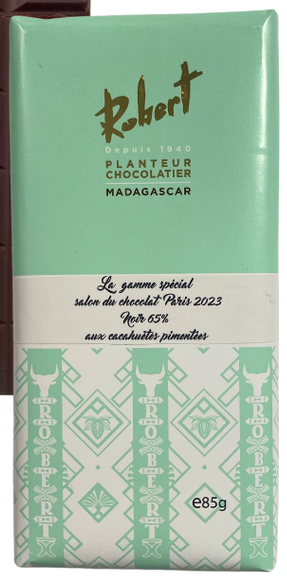 Robert
Depuis 1940
PLANTEUR
CHOCOLATIER
MADAGASCAR
La gamme spécial
salon du chocolat Paris 2023
Noir 65%
aux cacahuètes pimentées
ROBERT ROBERT ROBERT
e85g